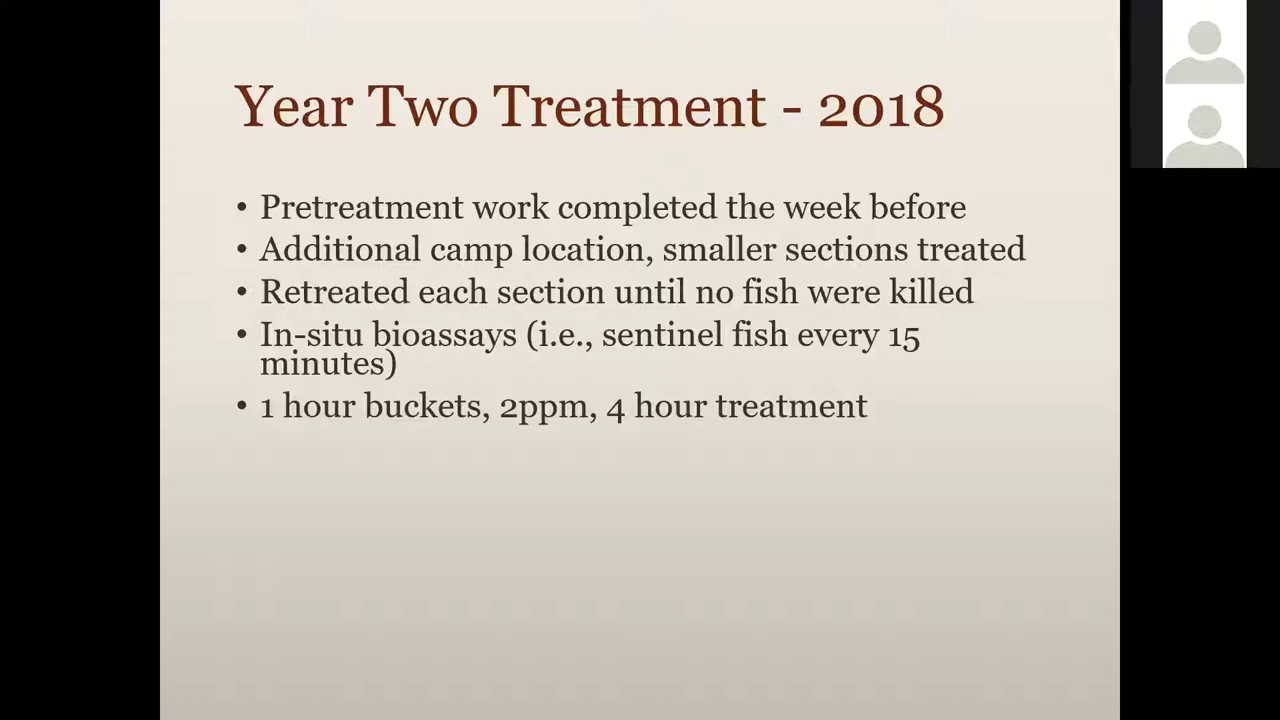 Year Two Treatment - 2018
• Pretreatment work completed the week before
• Additional camp location, smaller sections treated
• Retreated each section until no fish were killed
• In-situ bioassays (i.e., sentinel fish every 15
minutes)
• 1 hour buckets, 2ppm, 4 hour treatment